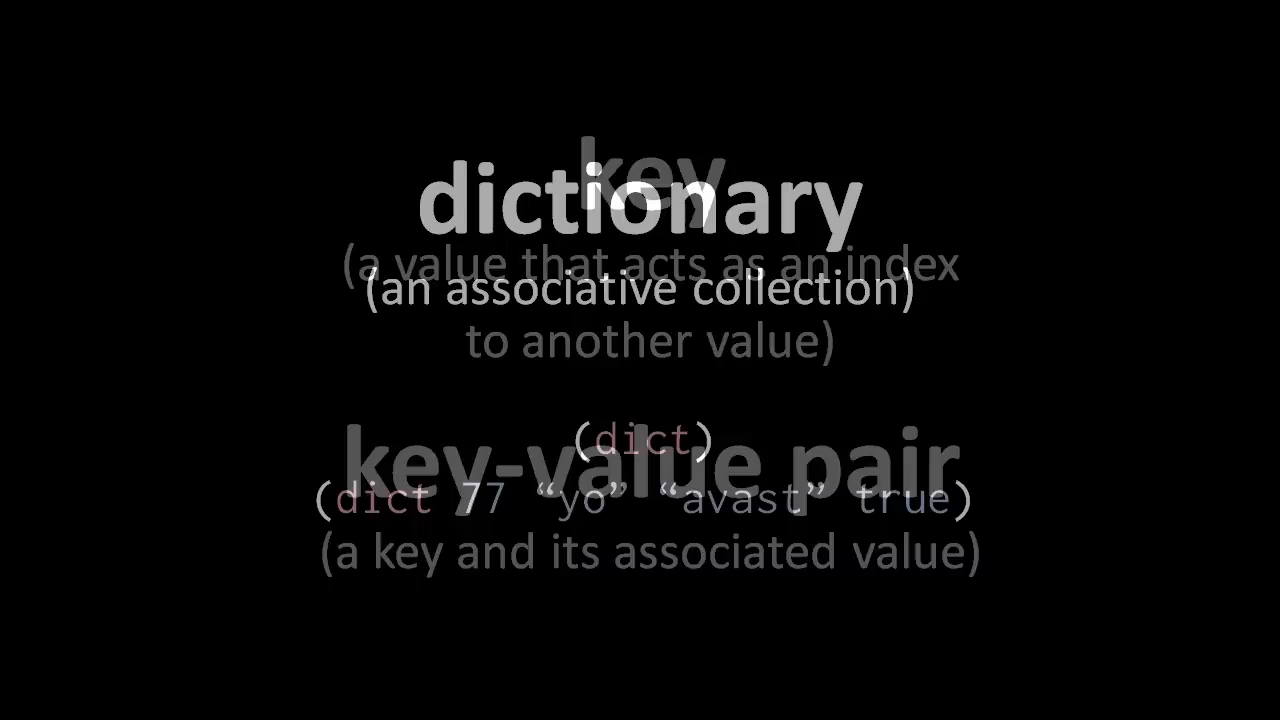 key
dictionary
(a value that acts as an index
(an associative collection)
to another value)
(dict)
key-value pair
(dict 77 “yo” “avast” true)
(a key and its associated value)